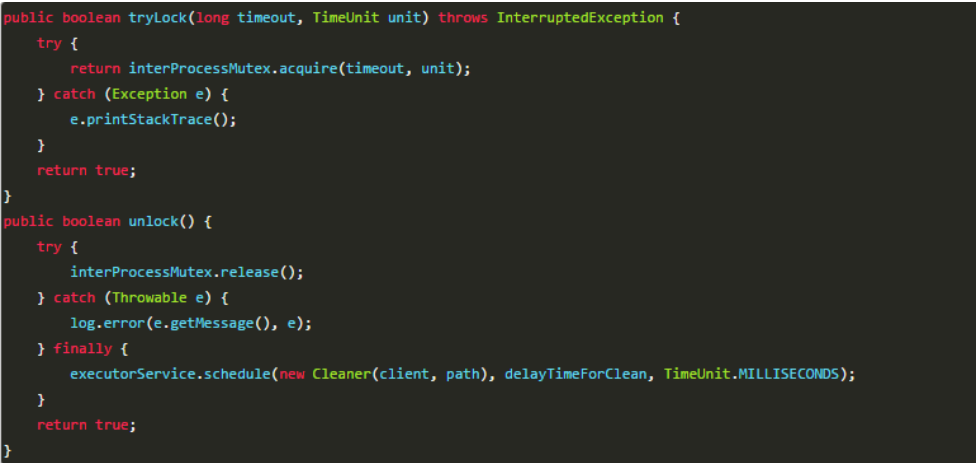 public boolean tryLock(long timeout, TimeUnit unit) throws InterruptedException {
    try {
        return interProcessMutex.acquire(timeout, unit);
    } catch (Exception e) {
        e.printStackTrace();
    }
    return true;
}
public boolean unlock() {
    try {
        interProcessMutex.release();
    } catch (Throwable e) {
        log.error(e.getMessage(), e);
    } finally {
        executorService.schedule(new Cleaner(client, path), delayTimeForClean, TimeUnit.MILLISECONDS);
    }
    return true;
}